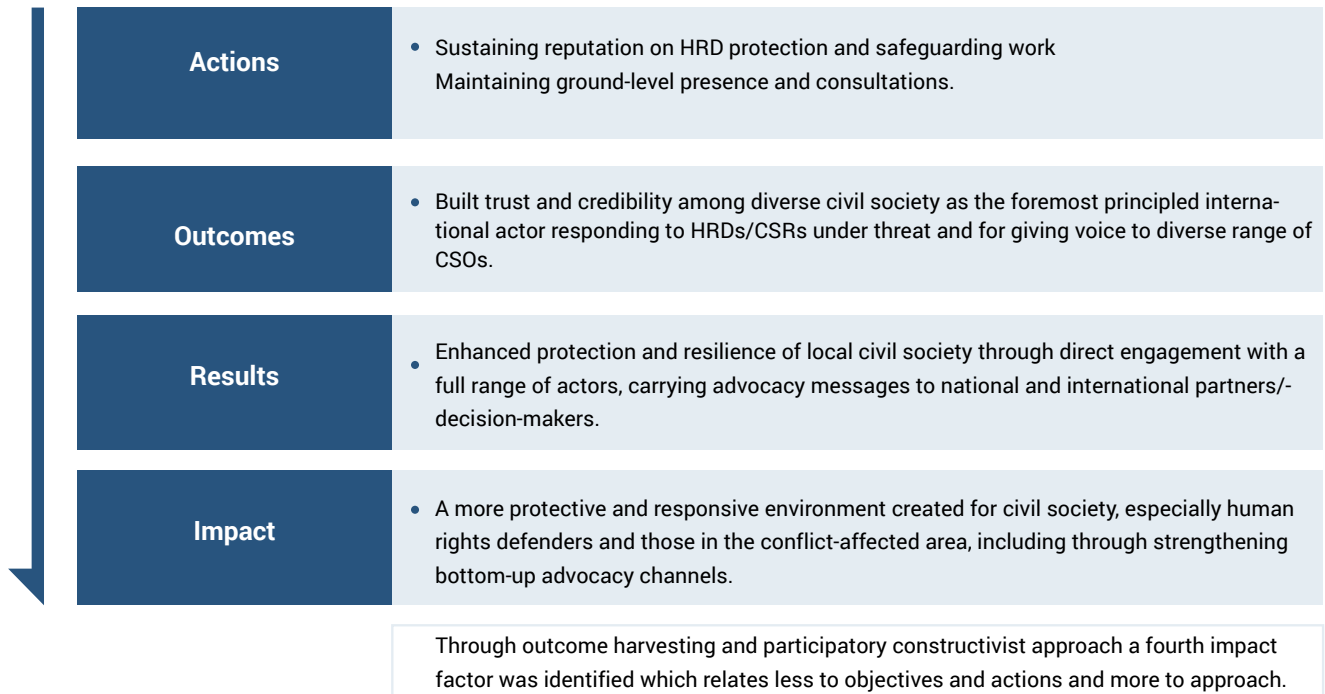 Actions
• Sustaining reputation on HRD protection and safeguarding work
Maintaining ground-level presence and consultations.
Outcomes
• Built trust and credibility among diverse civil society as the foremost principled interna-
tional actor responding to HRDs/CSRs under threat and for giving voice to diverse range of
CSOs.
Results
• Enhanced protection and resilience of local civil society through direct engagement with a
full range of actors, carrying advocacy messages to national and international partners/-
decision-makers.
Impact
• A more protective and responsive environment created for civil society, especially human
rights defenders and those in the conflict-affected area, including through strengthening
bottom-up advocacy channels.
Through outcome harvesting and participatory constructivist approach a fourth impact
factor was identified which relates less to objectives and actions and more to approach.